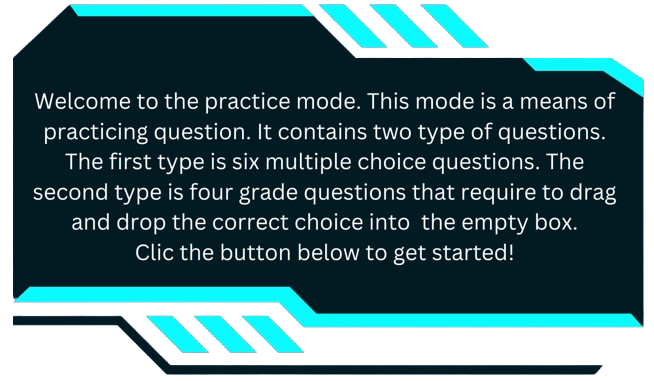 Welcome to the practice mode. This mode is a means of
practicing question. It contains two type of questions.
The first type is six multiple choice questions. The
second type is four grade questions that require to drag
and drop the correct choice into  the empty box.
Clic the button below to get started!